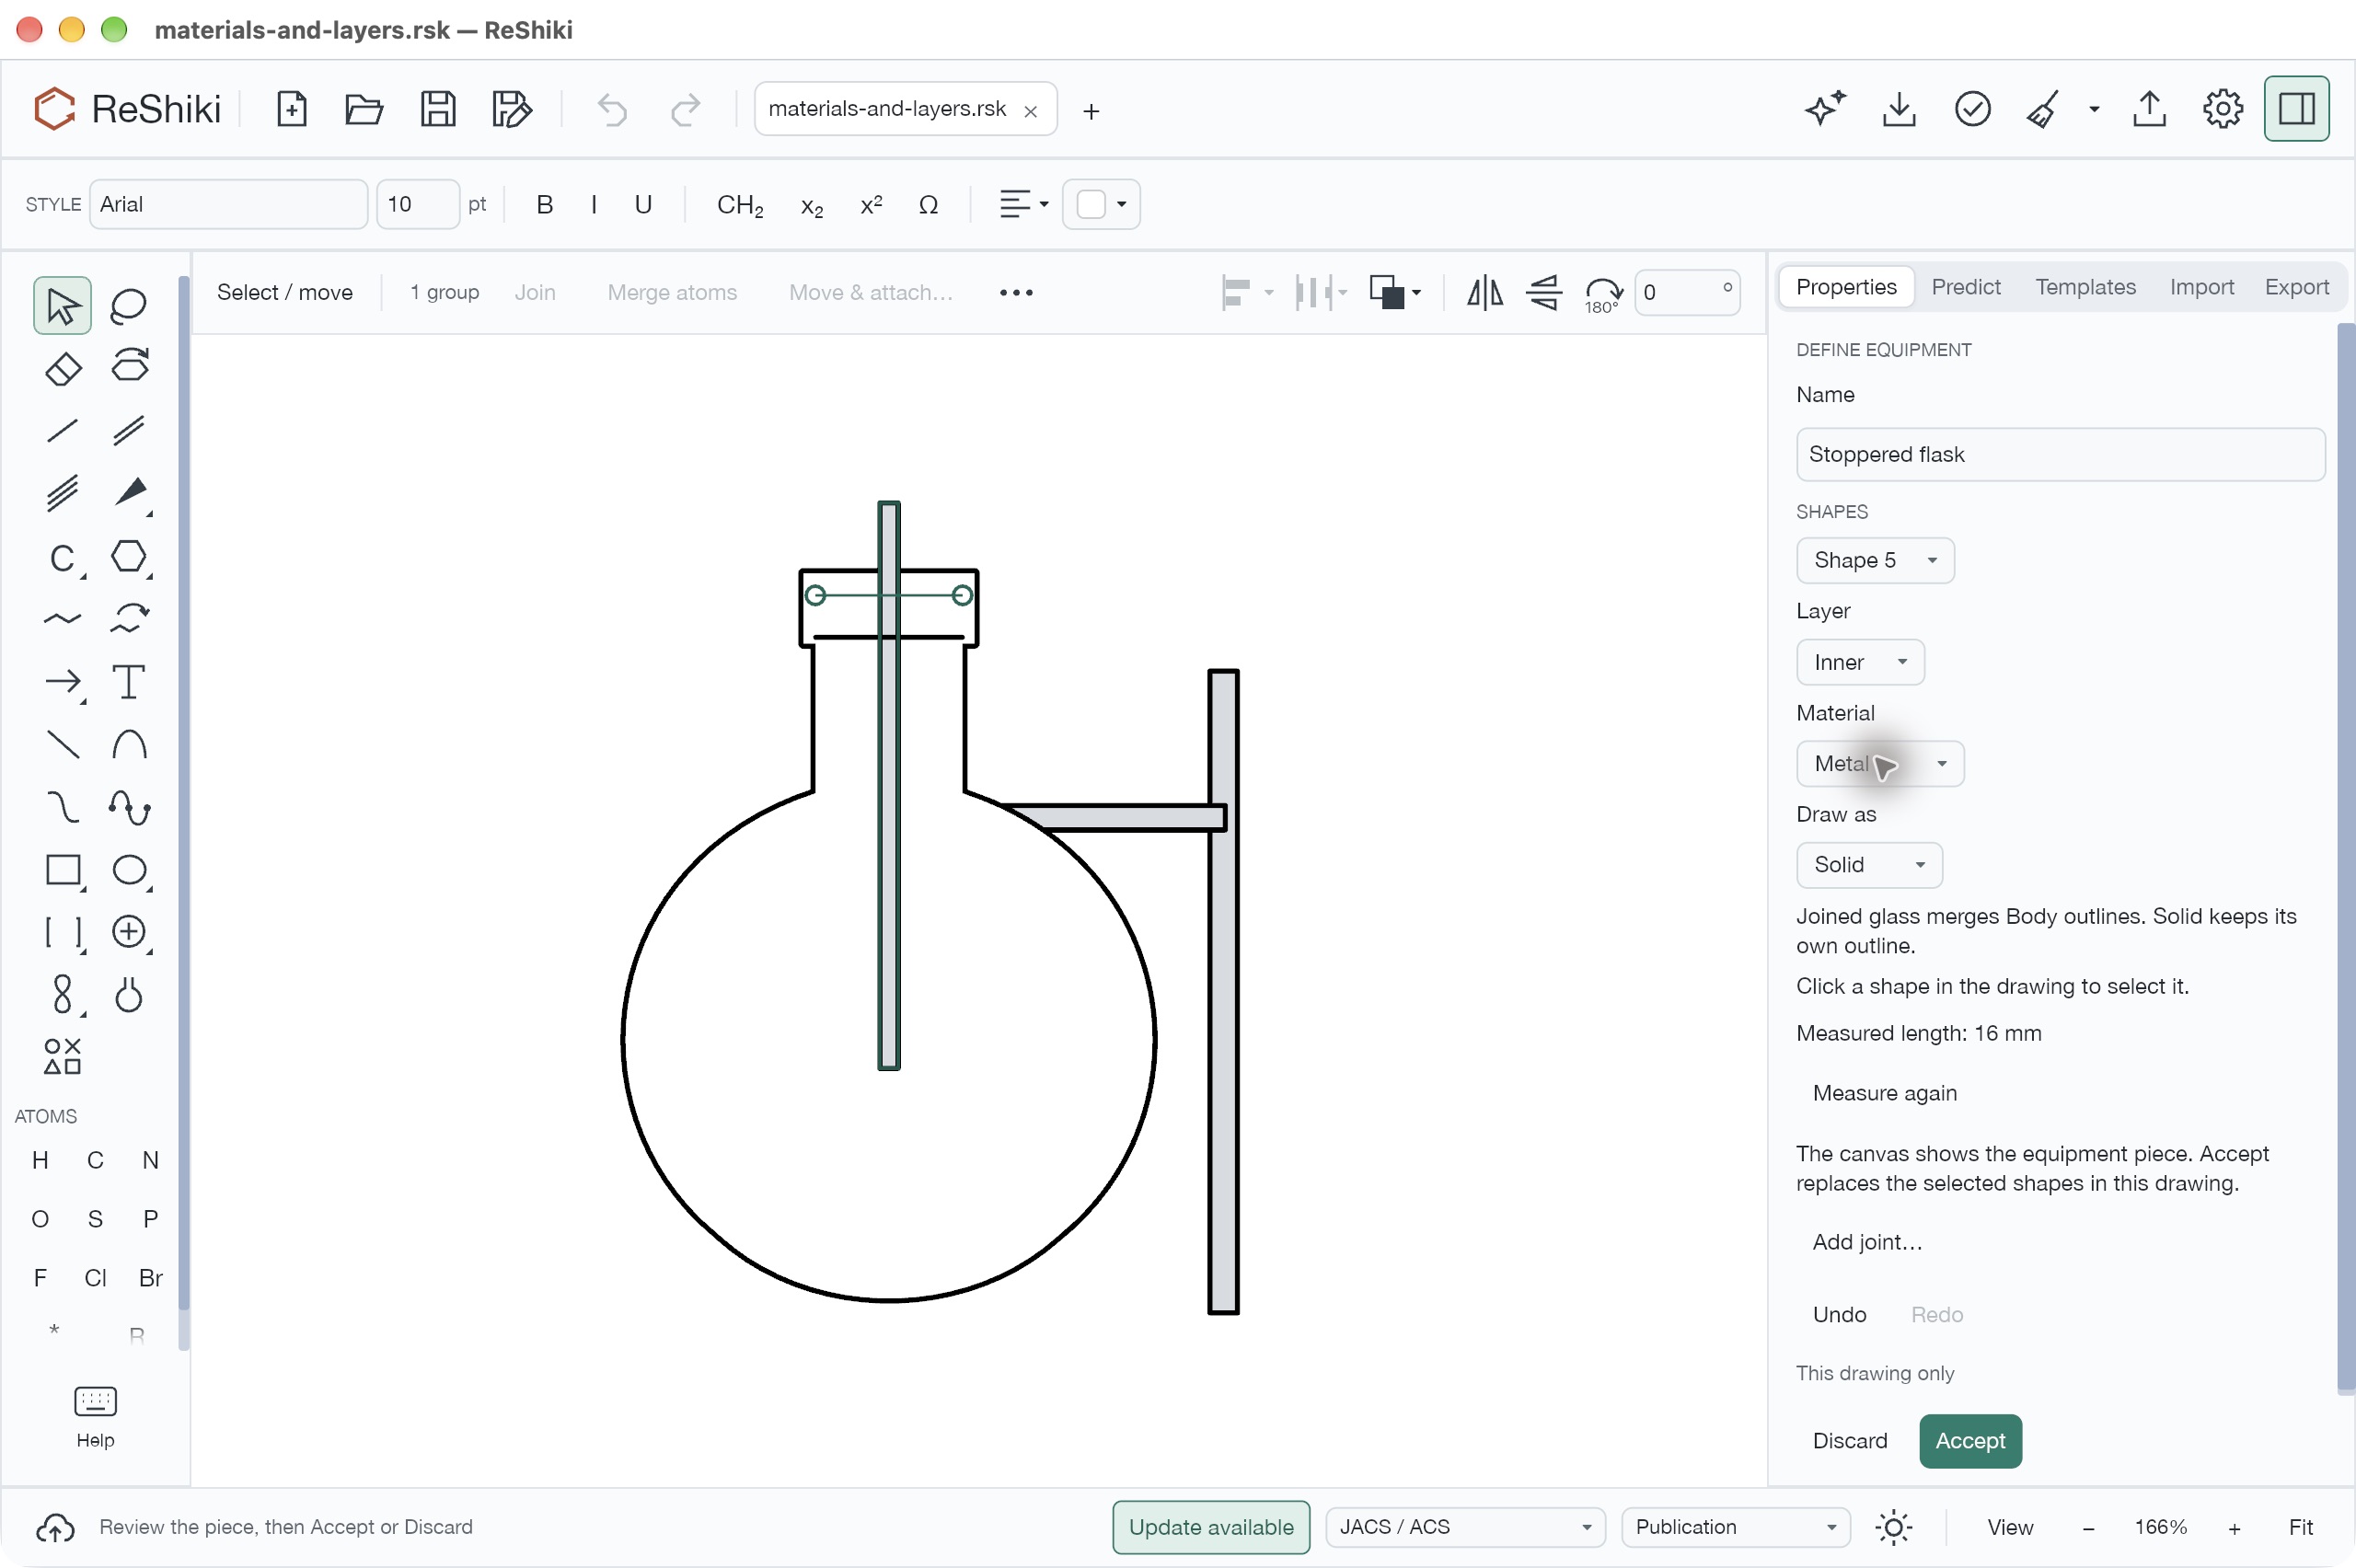 materials-and-layers.rsk — ReShiki
ReShiki
materials-and-layers.rsk × +
STYLE Arial 10 pt B I U CH₂ x₂ x² Ω
Select / move 1 group Join Merge atoms Move & attach... 180° 0 °
Properties Predict Templates Import Export
DEFINE EQUIPMENT
Name
Stoppered flask
SHAPES
Shape 5
Layer
Inner
Material
Metal
Draw as
Solid
Joined glass merges Body outlines. Solid keeps its
own outline.
Click a shape in the drawing to select it.
Measured length: 16 mm
Measure again
The canvas shows the equipment piece. Accept
replaces the selected shapes in this drawing.
Add joint...
Undo Redo
This drawing only
Discard Accept
C
T
ATOMS
H C N
O S P
F Cl Br
* R
Help
Review the piece, then Accept or Discard
Update available JACS / ACS Publication View − 166% + Fit